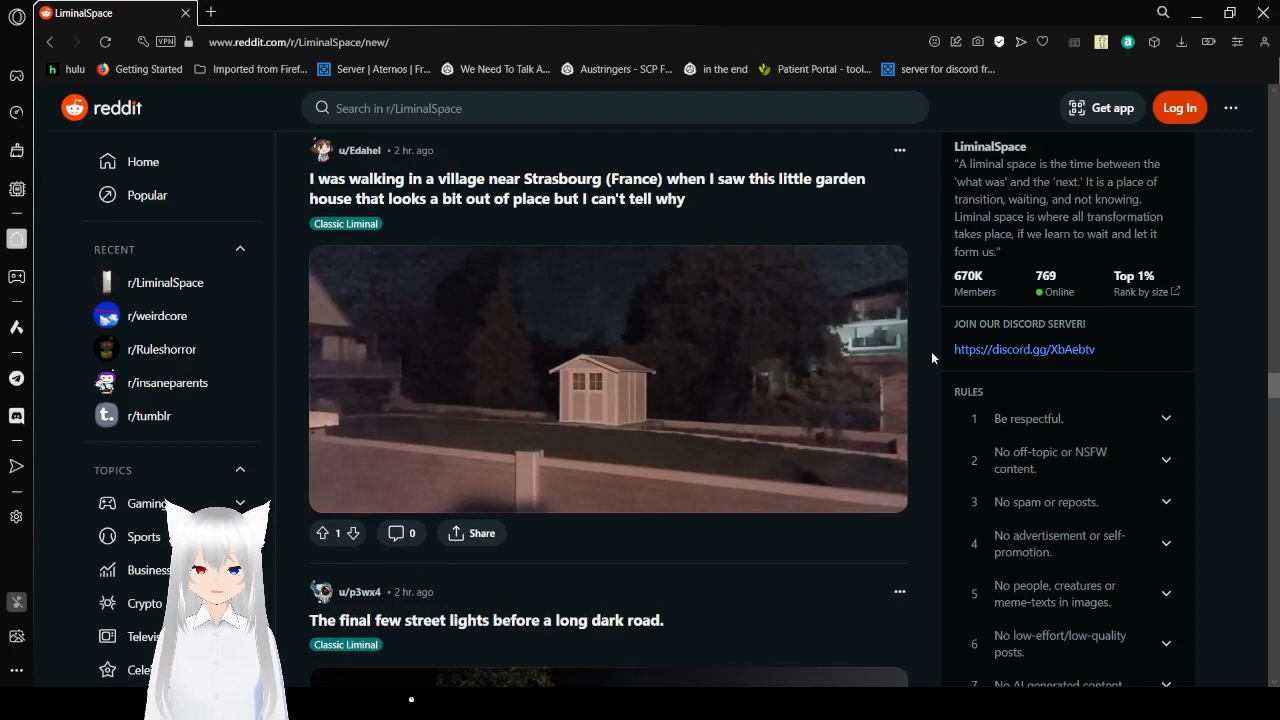 LiminalSpace
www.reddit.com/r/LiminalSpace/new/
VPN
hulu
Getting Started
Imported from Firef...
Server | Aternos | Fr...
We Need To Talk A...
Austringers - SCP F...
in the end
Patient Portal - tool...
server for discord fr...
reddit
Search in r/LiminalSpace
Get app
Log In
Home
Popular
RECENT
r/LiminalSpace
r/weirdcore
r/Ruleshorror
r/insaneparents
r/tumblr
TOPICS
Gaming
Sports
Business
Crypto
Televi
Cele
u/Edahel • 2 hr. ago
I was walking in a village near Strasbourg (France) when I saw this little garden
house that looks a bit out of place but I can't tell why
Classic Liminal
1
0
Share
u/p3wx4 • 2 hr. ago
The final few street lights before a long dark road.
Classic Liminal
LiminalSpace
"A liminal space is the time between the
'what was' and the 'next.' It is a place of
transition, waiting, and not knowing.
Liminal space is where all transformation
takes place, if we learn to wait and let it
form us."
670K
Members
769
Online
Top 1%
Rank by size
JOIN OUR DISCORD SERVER!
https://discord.gg/XbAebtv
RULES
1 Be respectful.
2 No off-topic or NSFW
content.
3 No spam or reposts.
4 No advertisement or self-
promotion.
5 No people, creatures or
meme-texts in images.
6 No low-effort/low-quality
posts.
7 No AI generated content